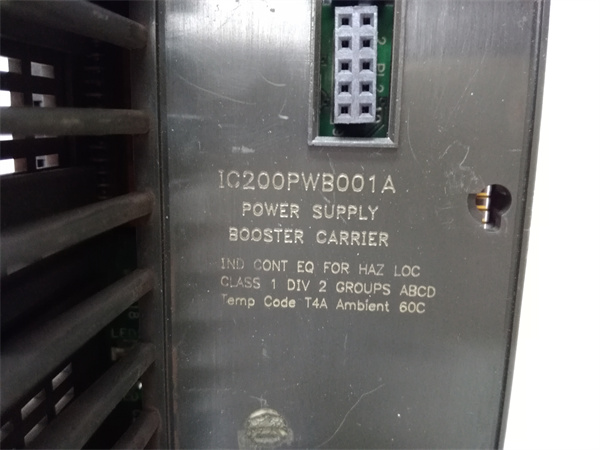 IC200PWB001A
POWER SUPPLY
BOOSTER CARRIER
IND CONT EQ FOR HAZ LOC
CLASS 1 DIV 2 GROUPS ABCD
Temp Code T4A Ambient 60C